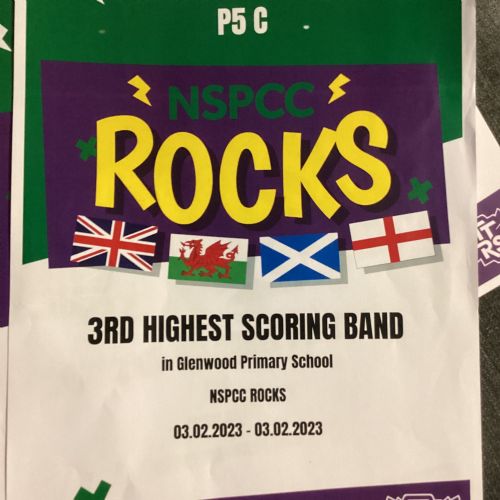 P5 C
NSPCC
ROCKS
3RD HIGHEST SCORING BAND
in Glenwood Primary School
NSPCC ROCKS
03.02.2023 - 03.02.2023